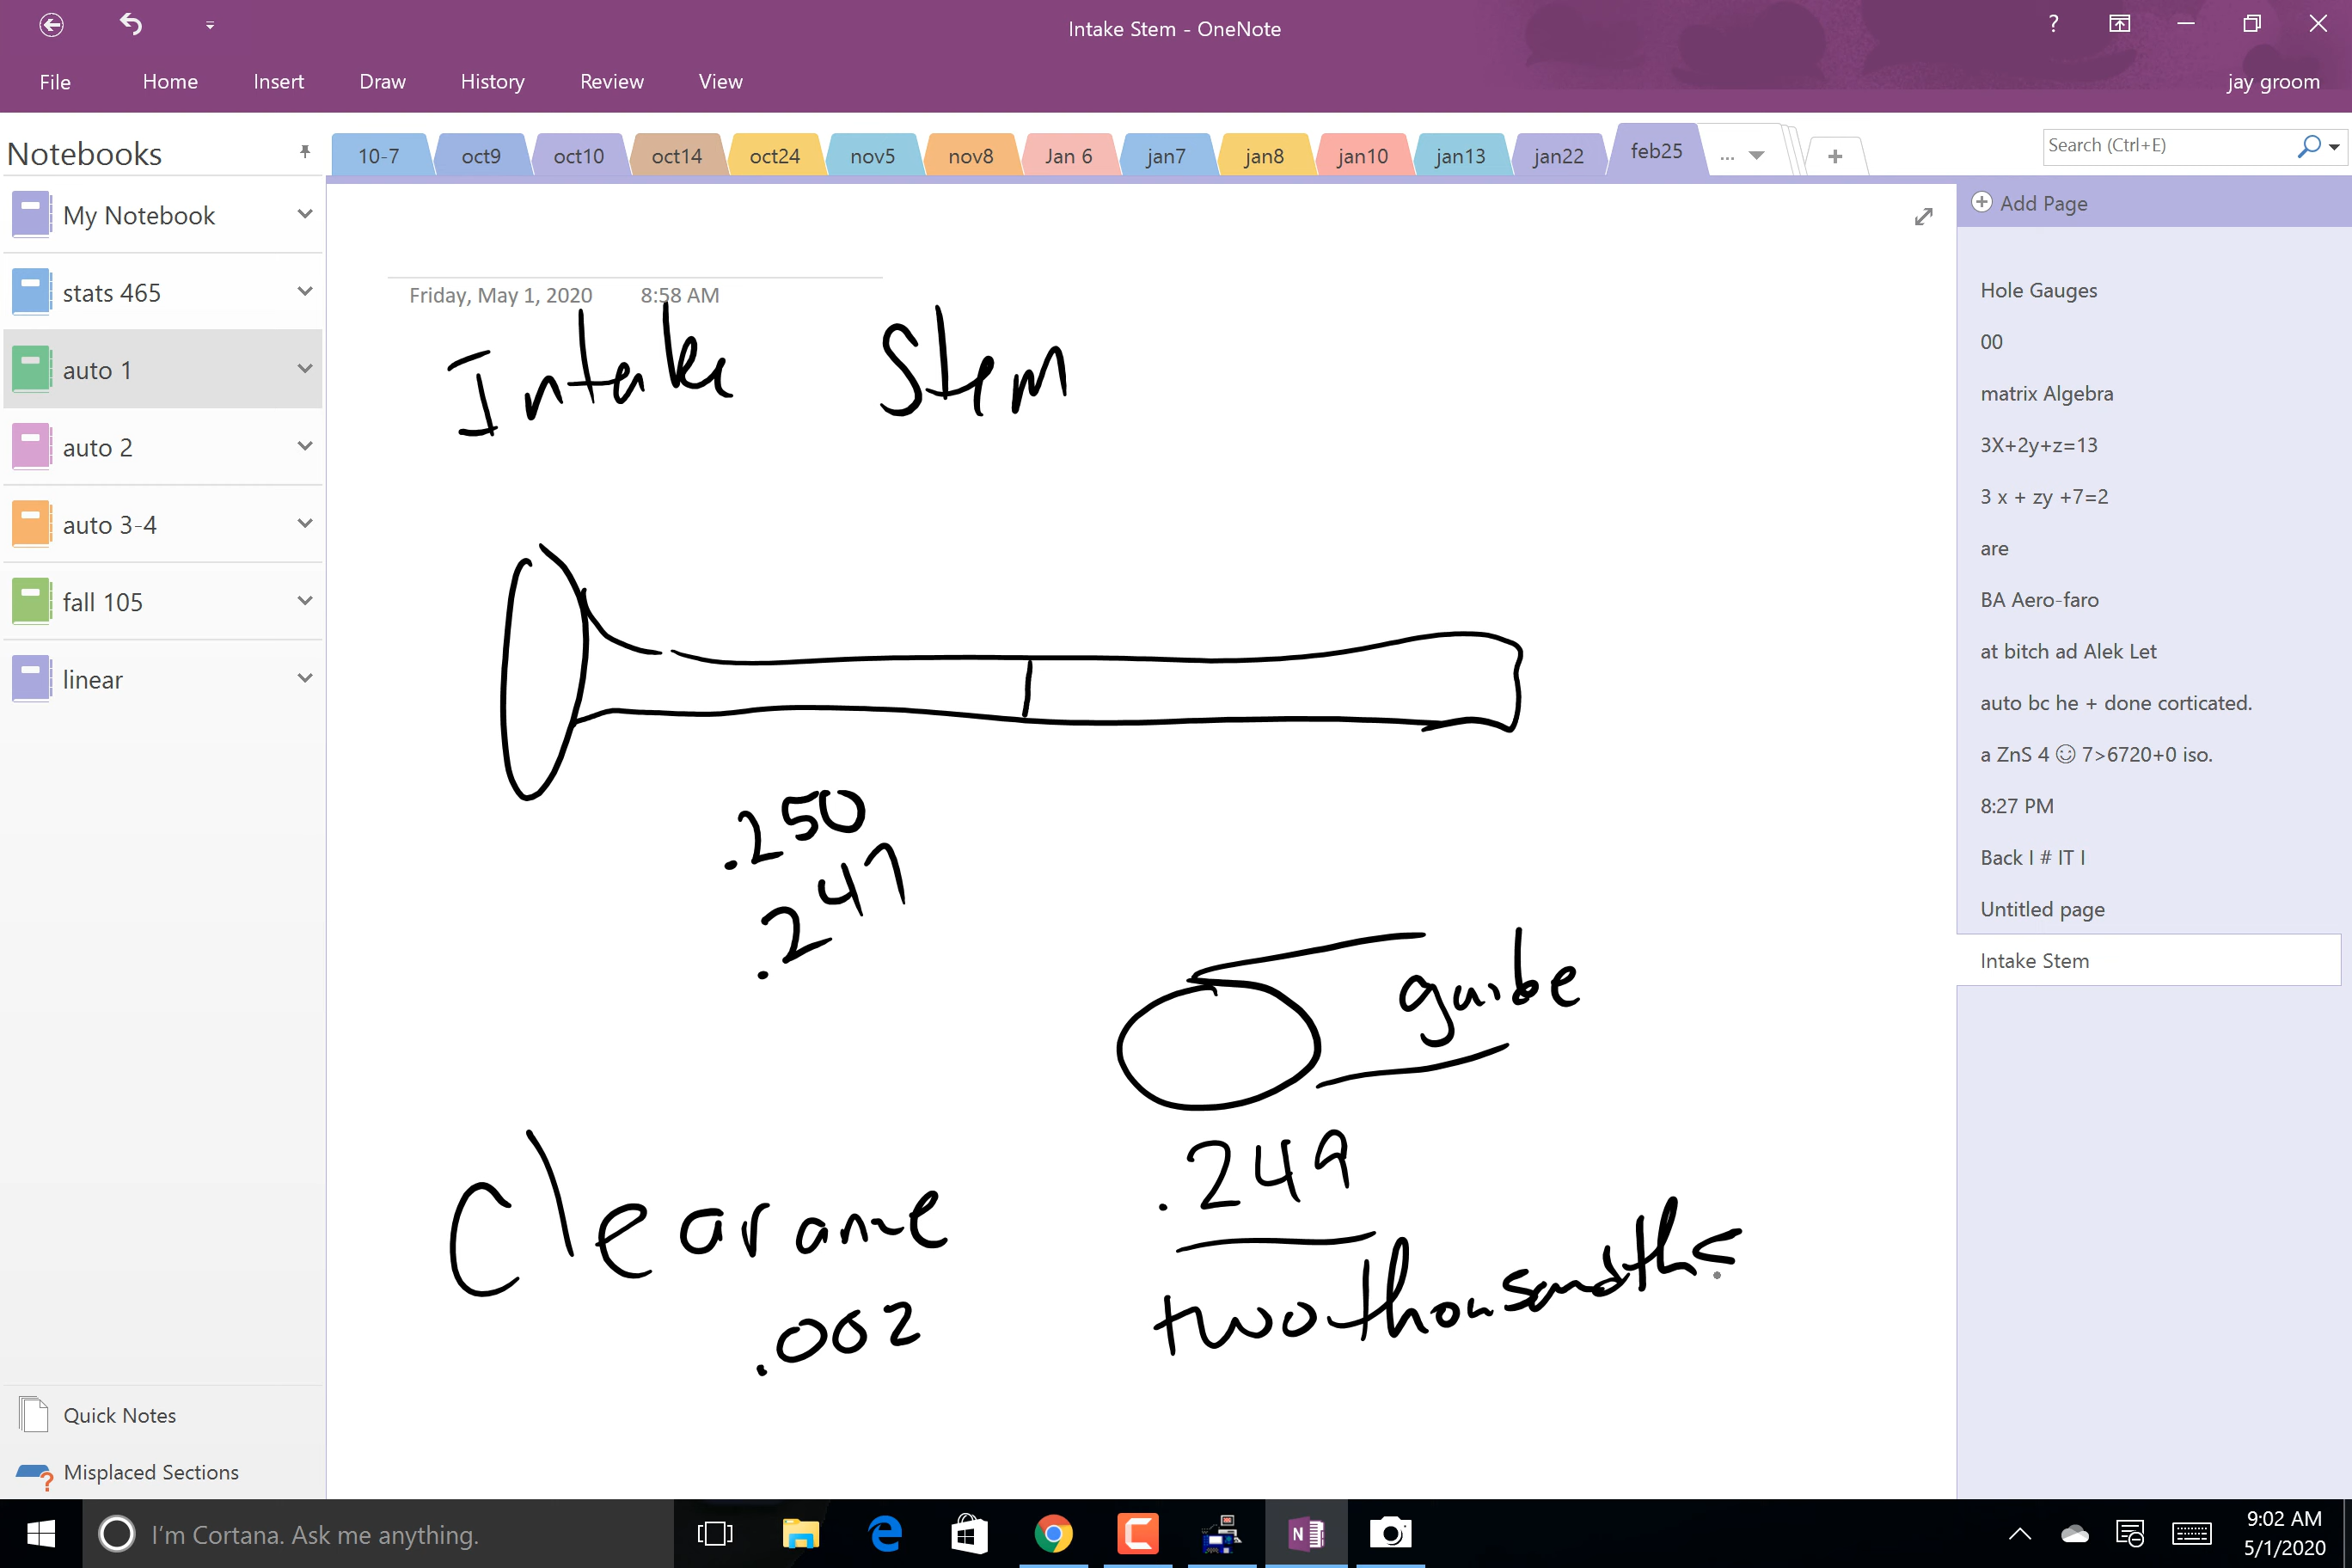 Intake Stem - OneNote
?
File Home Insert Draw History Review View
jay groom
Notebooks
10-7 oct9 oct10 oct14 oct24 nov5 nov8 Jan 6 jan7 jan8 jan10 jan13 jan22 feb25 ... +
Search (Ctrl+E)
My Notebook
stats 465
auto 1
auto 2
auto 3-4
fall 105
linear
Quick Notes
Misplaced Sections
Friday, May 1, 2020 8:58 AM
Intake Stem
.250
.247
guide
.249
Clearance
.002
two thousandths
Add Page
Hole Gauges
00
matrix Algebra
3X+2y+z=13
3 x + zy +7=2
are
BA Aero-faro
at bitch ad Alek Let
auto bc he + done corticated.
a ZnS 4 ☺ 7>6720+0 iso.
8:27 PM
Back I # IT I
Untitled page
Intake Stem
I'm Cortana. Ask me anything.
9:02 AM
5/1/2020